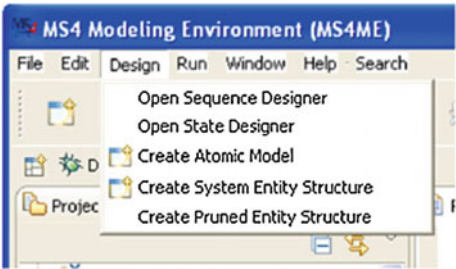 MS4 Modeling Environment (MS4ME)
File Edit Design Run Window Help Search
Open Sequence Designer
Open State Designer
Create Atomic Model
Create System Entity Structure
Create Pruned Entity Structure
D
Projec